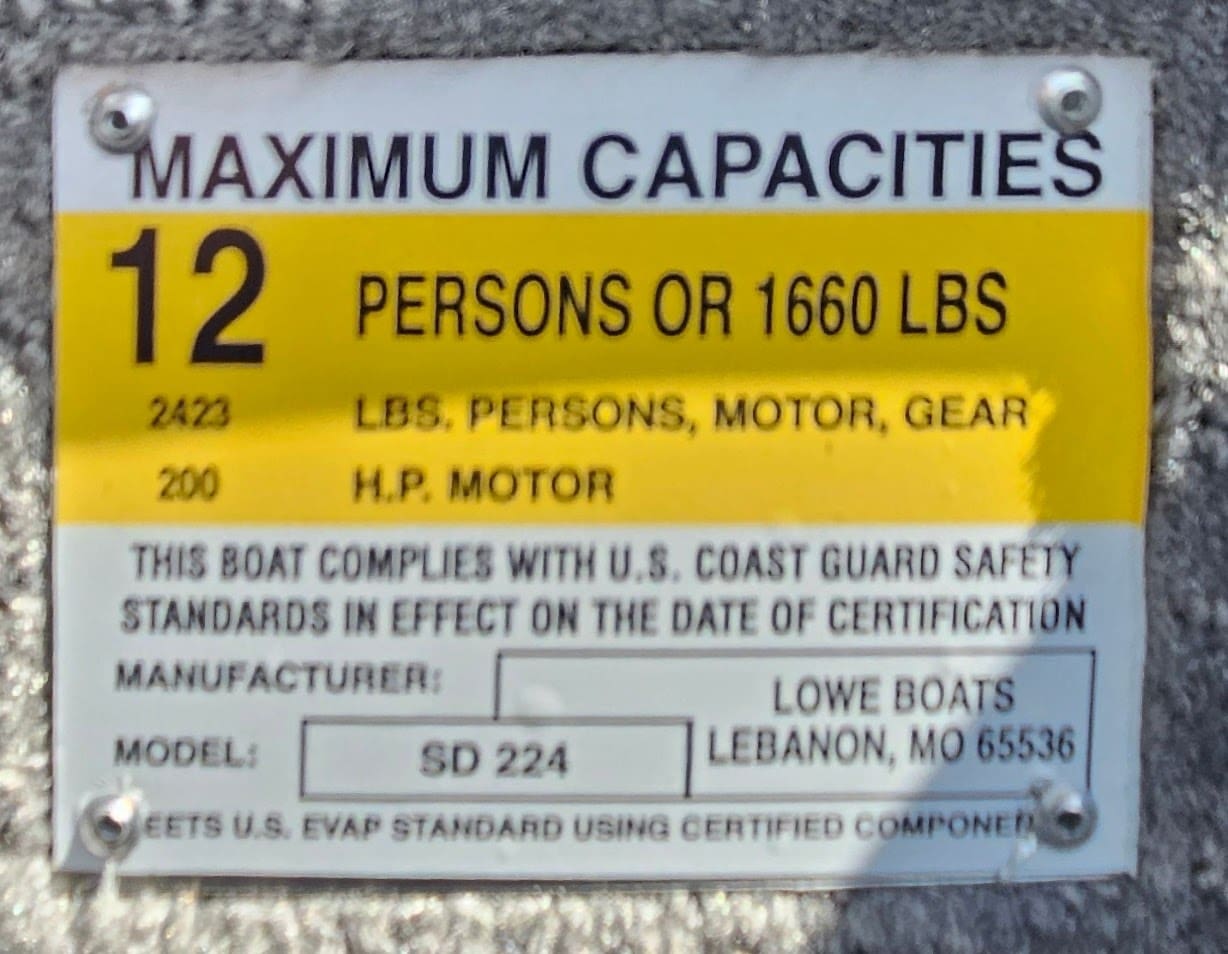 MAXIMUM CAPACITIES
12 PERSONS OR 1660 LBS
2423 LBS. PERSONS, MOTOR, GEAR
200 H.P. MOTOR
THIS BOAT COMPLIES WITH U.S. COAST GUARD SAFETY
STANDARDS IN EFFECT ON THE DATE OF CERTIFICATION
MANUFACTURER:
LOWE BOATS
LEBANON, MO 65536
MODEL: SD 224
EETS U.S. EVAP STANDARD USING CERTIFIED COMPONEN